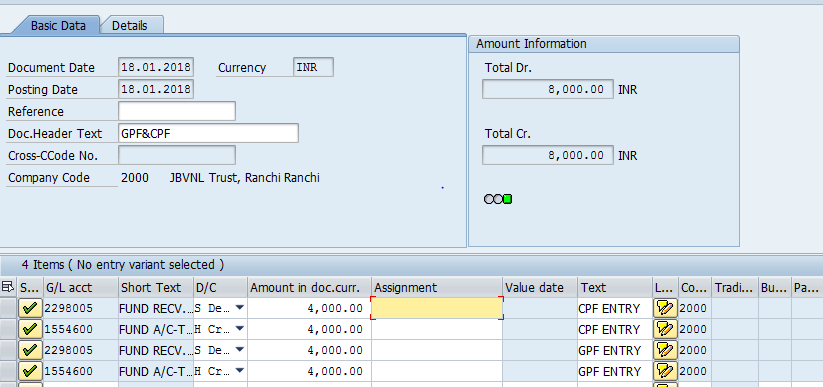 Basic Data Details
Amount Information
Document Date 18.01.2018 Currency INR
Total Dr.
Posting Date 18.01.2018
8,000.00 INR
Reference
Doc.Header Text GPF&CPF
Total Cr.
Cross-CCode No.
8,000.00 INR
Company Code 2000 JBVNL Trust, Ranchi Ranchi
4 Items ( No entry variant selected )
S... G/L acct Short Text D/C Amount in doc.curr. Assignment Value date Text L... Co... Tradi... Bu... Pa...
2298005 FUND RECV... S De... 4,000.00 CPF ENTRY 2000
1554600 FUND A/C-T... H Cr... 4,000.00 CPF ENTRY 2000
2298005 FUND RECV... S De... 4,000.00 GPF ENTRY 2000
1554600 FUND A/C-T... H Cr... 4,000.00 GPF ENTRY 2000